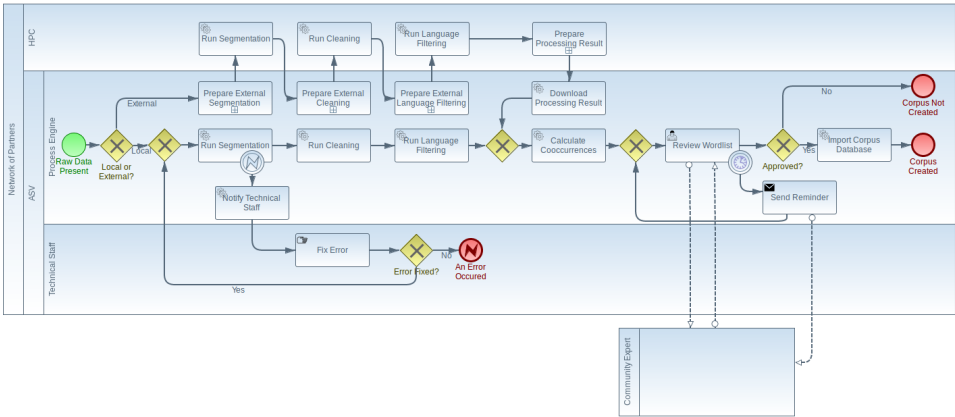 Network of Partners
HPC
Run Segmentation
Run Cleaning
Run Language
Filtering
Prepare
Processing Result
ASV
Process Engine
External
Prepare External
Segmentation
Prepare External
Cleaning
Prepare External
Language Filtering
Download
Processing Result
No
Corpus Not
Created
Raw Data
Present
Local or
External?
Local
Run Segmentation
Run Cleaning
Run Language
Filtering
Calculate
Cooccurrences
Review Wordlist
Approved?
Yes
Import Corpus
Database
Corpus
Created
Notify Technical
Staff
Send Reminder
Technical Staff
Fix Error
Error Fixed?
No
An Error
Occured
Yes
Community Expert